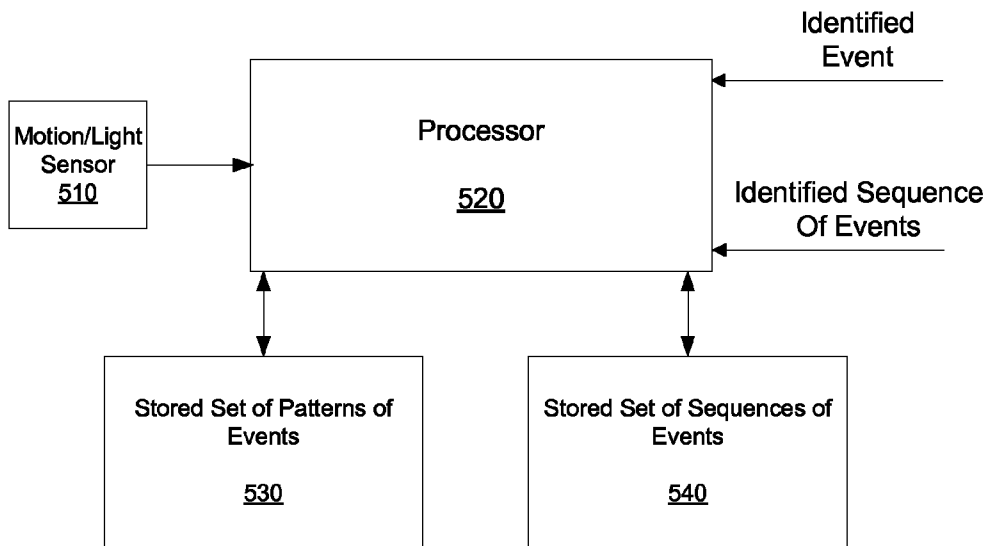 Identified
Event
Motion/Light
Sensor
510
Processor
520
Identified Sequence
Of Events
Stored Set of Patterns of
Events
530
Stored Set of Sequences of
Events
540